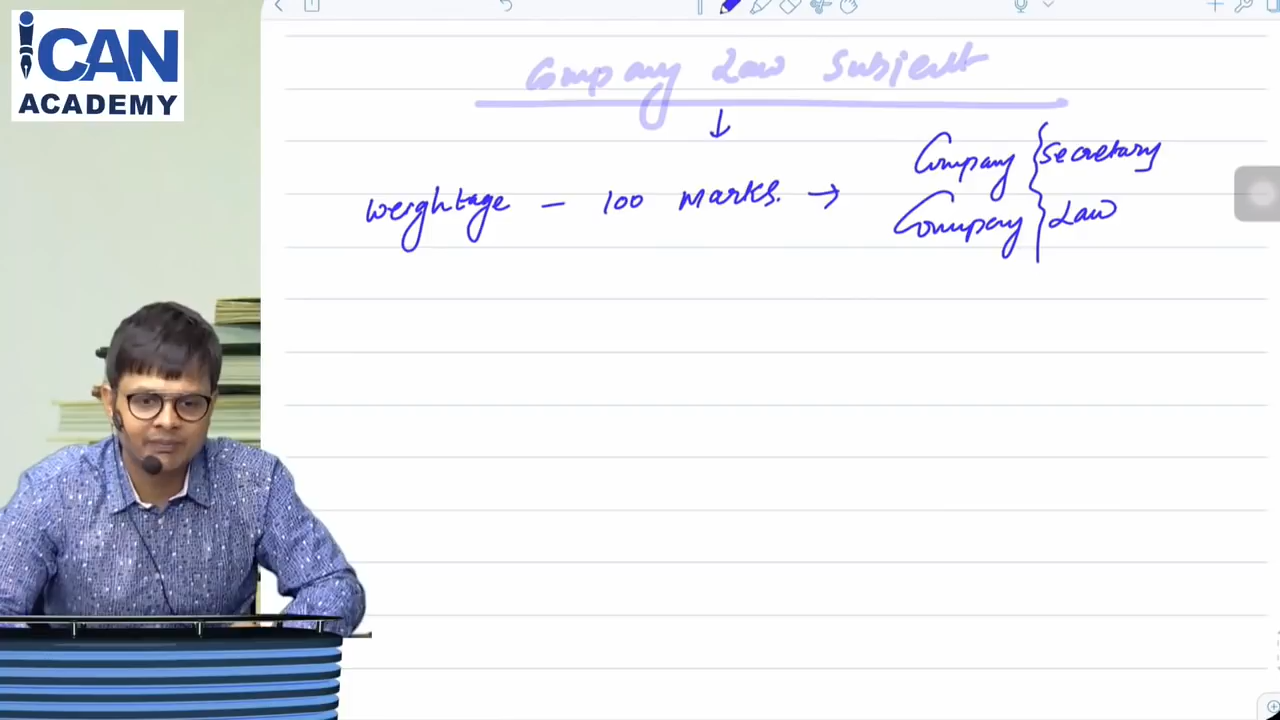 iCAN
ACADEMY
Company Law Subject
↓
Weightage – 100 Marks. → Company { Secretary
Company { Law